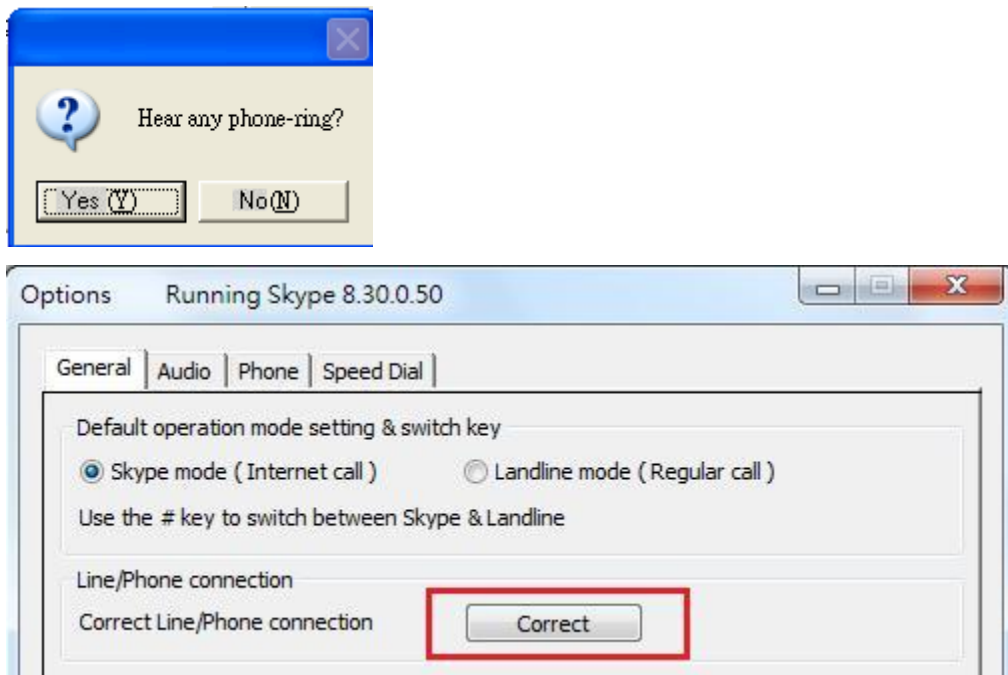 Hear any phone-ring?
Yes (Y) No(N)
Options Running Skype 8.30.0.50
General Audio Phone Speed Dial
Default operation mode setting & switch key
Skype mode ( Internet call ) Landline mode ( Regular call )
Use the # key to switch between Skype & Landline
Line/Phone connection
Correct Line/Phone connection Correct